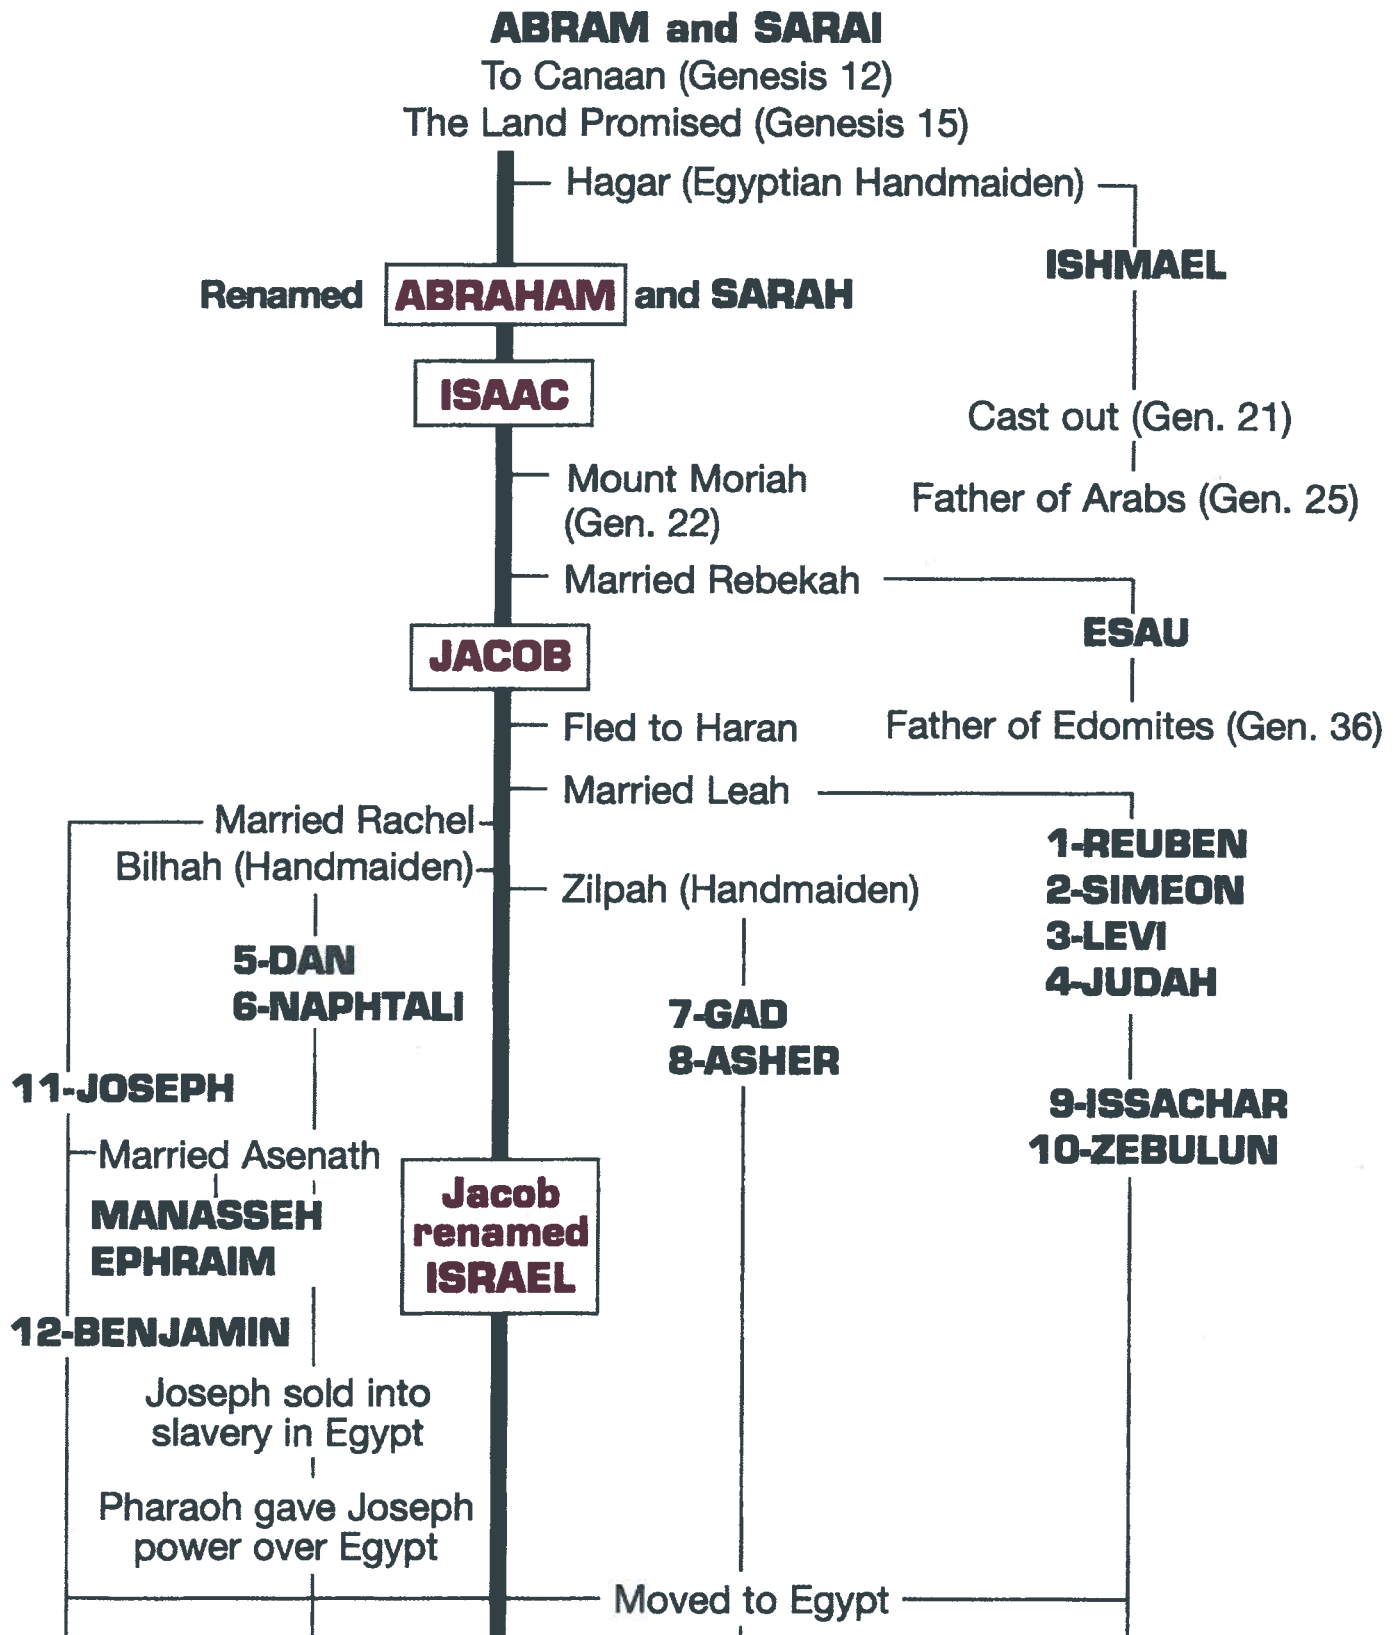 ABRAM and SARAI
To Canaan (Genesis 12)
The Land Promised (Genesis 15)
Hagar (Egyptian Handmaiden)
ISHMAEL
Renamed ABRAHAM and SARAH
ISAAC
Cast out (Gen. 21)
Mount Moriah
(Gen. 22)
Father of Arabs (Gen. 25)
Married Rebekah
ESAU
JACOB
Fled to Haran
Father of Edomites (Gen. 36)
Married Leah
Married Rachel
1-REUBEN
2-SIMEON
3-LEVI
4-JUDAH
Bilhah (Handmaiden)
Zilpah (Handmaiden)
5-DAN
6-NAPHTALI
7-GAD
8-ASHER
11-JOSEPH
9-ISSACHAR
10-ZEBULUN
Married Asenath
MANASSEH
EPHRAIM
Jacob
renamed
ISRAEL
12-BENJAMIN
Joseph sold into
slavery in Egypt
Pharaoh gave Joseph
power over Egypt
Moved to Egypt